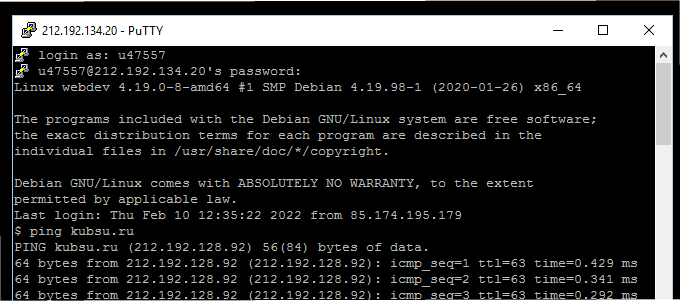 212.192.134.20 - PuTTY
login as: u47557
u47557@212.192.134.20's password:
Linux webdev 4.19.0-8-amd64 #1 SMP Debian 4.19.98-1 (2020-01-26) x86_64
The programs included with the Debian GNU/Linux system are free software;
the exact distribution terms for each program are described in the
individual files in /usr/share/doc/*/copyright.
Debian GNU/Linux comes with ABSOLUTELY NO WARRANTY, to the extent
permitted by applicable law.
Last login: Thu Feb 10 12:35:22 2022 from 85.174.195.179
$ ping kubsu.ru
PING kubsu.ru (212.192.128.92) 56(84) bytes of data.
64 bytes from 212.192.128.92 (212.192.128.92): icmp_seq=1 ttl=63 time=0.429 ms
64 bytes from 212.192.128.92 (212.192.128.92): icmp_seq=2 ttl=63 time=0.341 ms
64 bytes from 212.192.128.92 (212.192.128.92): icmp_seq=3 ttl=63 time=0.292 ms